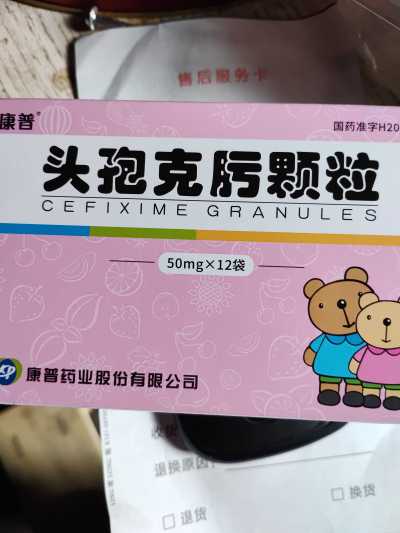 售后服务卡
康普®
国药准字H20
头孢克肟颗粒
CEFIXIME GRANULES
50mg×12袋
康普药业股份有限公司
收货
退换原因
换货
退货